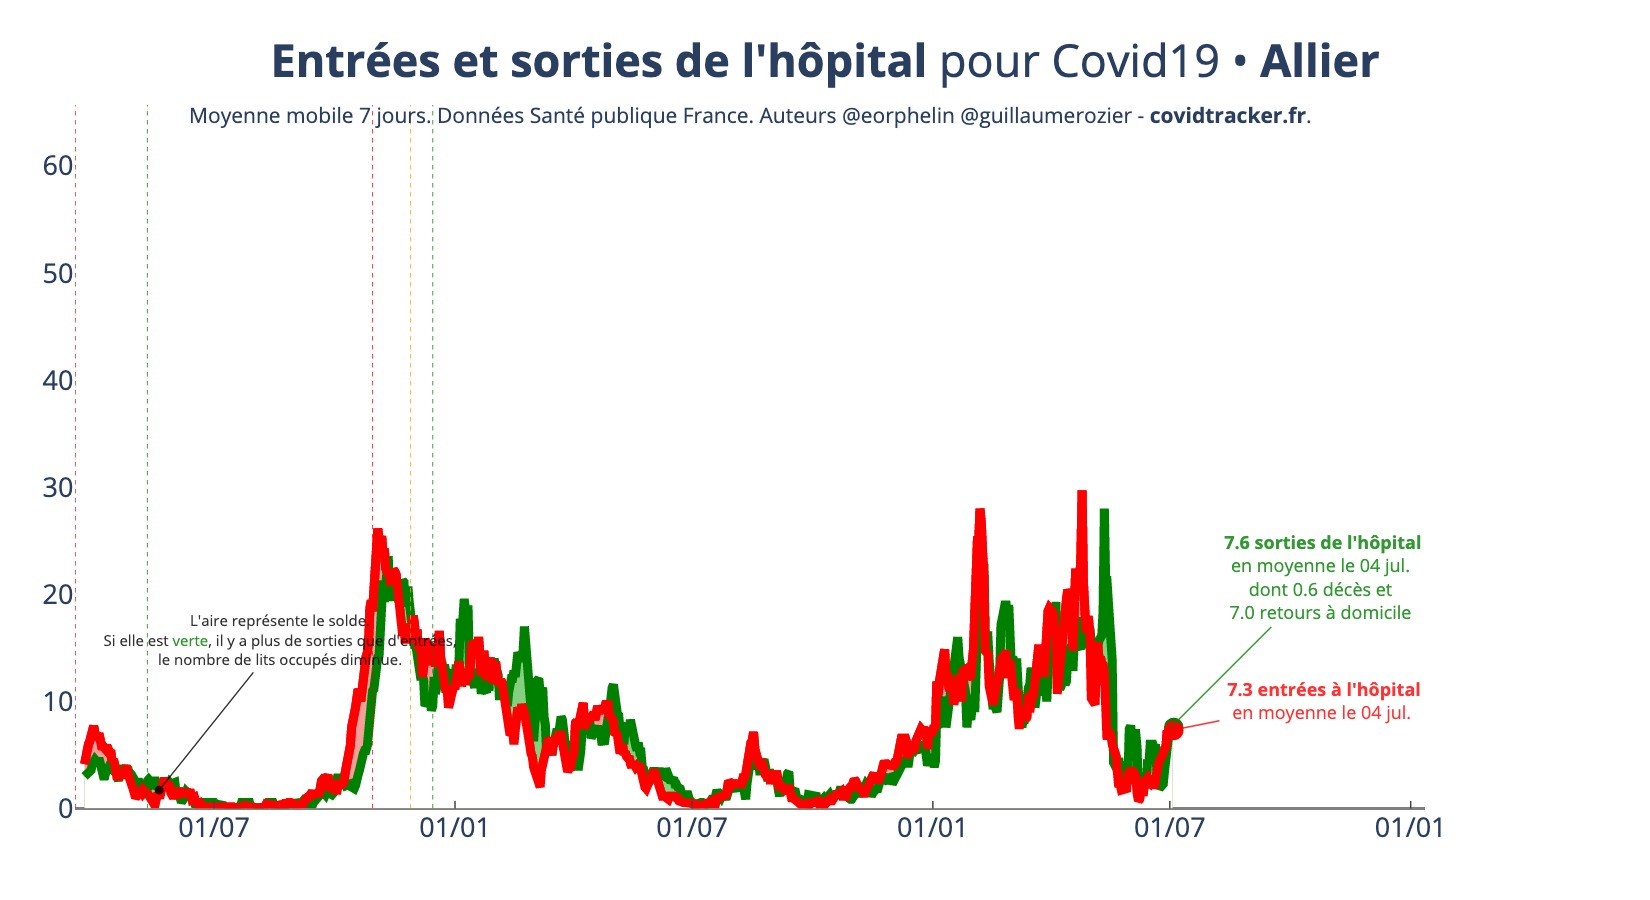 Entrées et sorties de l'hôpital pour Covid19 • Allier
Moyenne mobile 7 jours. Données Santé publique France. Auteurs @eorphelin @guillaumerozier - covidtracker.fr.
60
50
40
30
20
10
0
L'aire représente le solde.
Si elle est verte, il y a plus de sorties que d'entrées,
le nombre de lits occupés diminue.
7.6 sorties de l'hôpital
en moyenne le 04 jul.
dont 0.6 décès et
7.0 retours à domicile
7.3 entrées à l'hôpital
en moyenne le 04 jul.
01/07
01/01
01/07
01/01
01/07
01/01